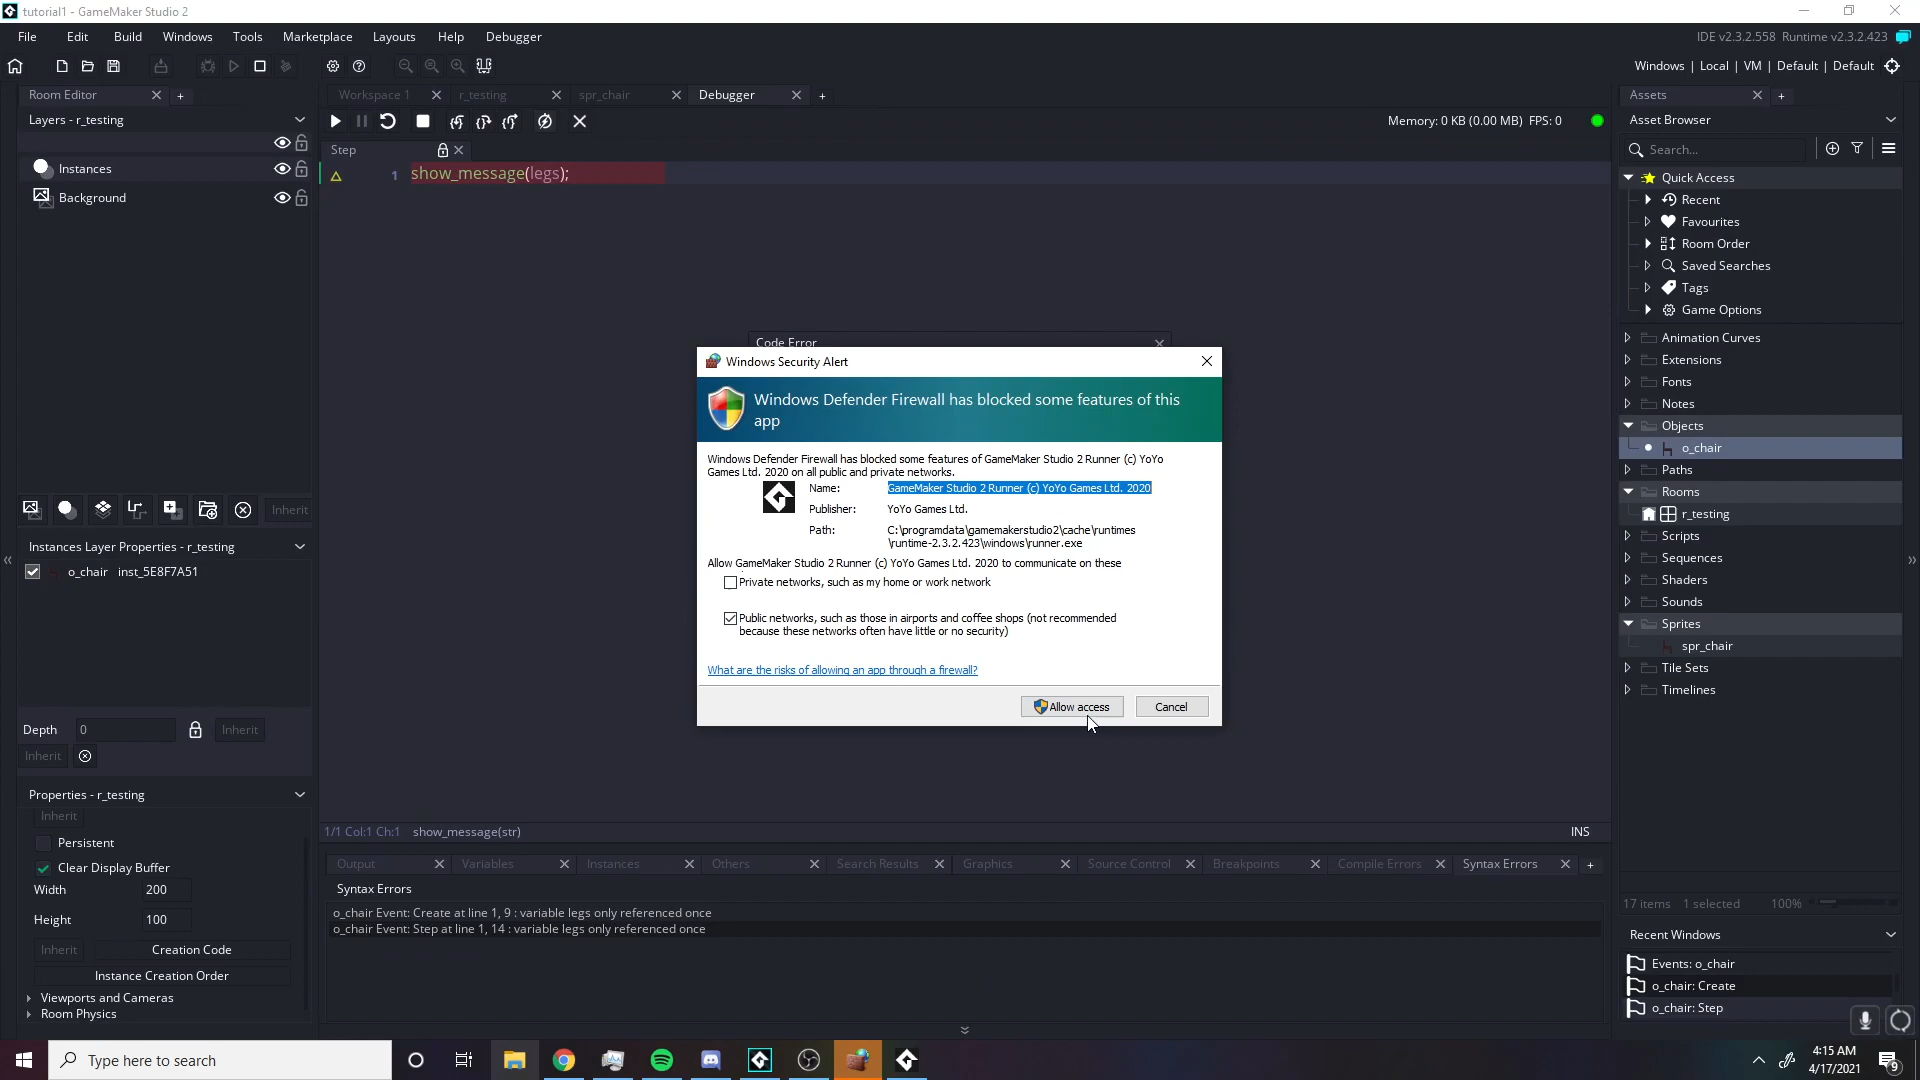 tutorial1 - GameMaker Studio 2
File Edit Build Windows Tools Marketplace Layouts Help Debugger
IDE v2.3.2.558 Runtime v2.3.2.423
Windows | Local | VM | Default | Default
Room Editor
Layers - r_testing
Instances
Background
Inherit
Instances Layer Properties - r_testing
o_chair inst_5E8F7A51
Depth 0 Inherit
Inherit
Properties - r_testing
Inherit
Persistent
Clear Display Buffer
Width 200
Height 100
Inherit Creation Code
Instance Creation Order
Viewports and Cameras
Room Physics
Workspace 1 r_testing spr_chair Debugger
Memory: 0 KB (0.00 MB) FPS: 0
Step
1 show_message(legs);
Code Error
Windows Security Alert
Windows Defender Firewall has blocked some features of this
app
Windows Defender Firewall has blocked some features of GameMaker Studio 2 Runner (c) YoYo
Games Ltd. 2020 on all public and private networks.
Name: GameMaker Studio 2 Runner (c) YoYo Games Ltd. 2020
Publisher: YoYo Games Ltd.
Path: C:\programdata\gamemakerstudio2\cache\runtimes
\runtime-2.3.2.423\windows\runner.exe
Allow GameMaker Studio 2 Runner (c) YoYo Games Ltd. 2020 to communicate on these
Private networks, such as my home or work network
Public networks, such as those in airports and coffee shops (not recommended
because these networks often have little or no security)
What are the risks of allowing an app through a firewall?
Allow access Cancel
1/1 Col:1 Ch:1 show_message(str) INS
Output Variables Instances Others Search Results Graphics Source Control Breakpoints Compile Errors Syntax Errors
Syntax Errors
o_chair Event: Create at line 1, 9 : variable legs only referenced once
o_chair Event: Step at line 1, 14 : variable legs only referenced once
Assets
Asset Browser
Search...
Quick Access
Recent
Favourites
Room Order
Saved Searches
Tags
Game Options
Animation Curves
Extensions
Fonts
Notes
Objects
o_chair
Paths
Rooms
r_testing
Scripts
Sequences
Shaders
Sounds
Sprites
spr_chair
Tile Sets
Timelines
17 items 1 selected 100%
Recent Windows
Events: o_chair
o_chair: Create
o_chair: Step
Type here to search
4:15 AM
4/17/2021
9